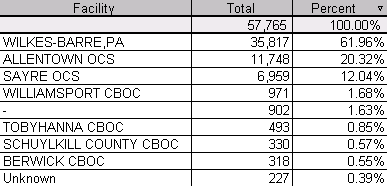 Facility Total Percent ▿
57,765 100.00%
WILKES-BARRE,PA 35,817 61.96%
ALLENTOWN OCS 11,748 20.32%
SAYRE OCS 6,959 12.04%
WILLIAMSPORT CBOC 971 1.68%
- 902 1.63%
TOBYHANNA CBOC 493 0.85%
SCHUYLKILL COUNTY CBOC 330 0.57%
BERWICK CBOC 318 0.55%
Unknown 227 0.39%